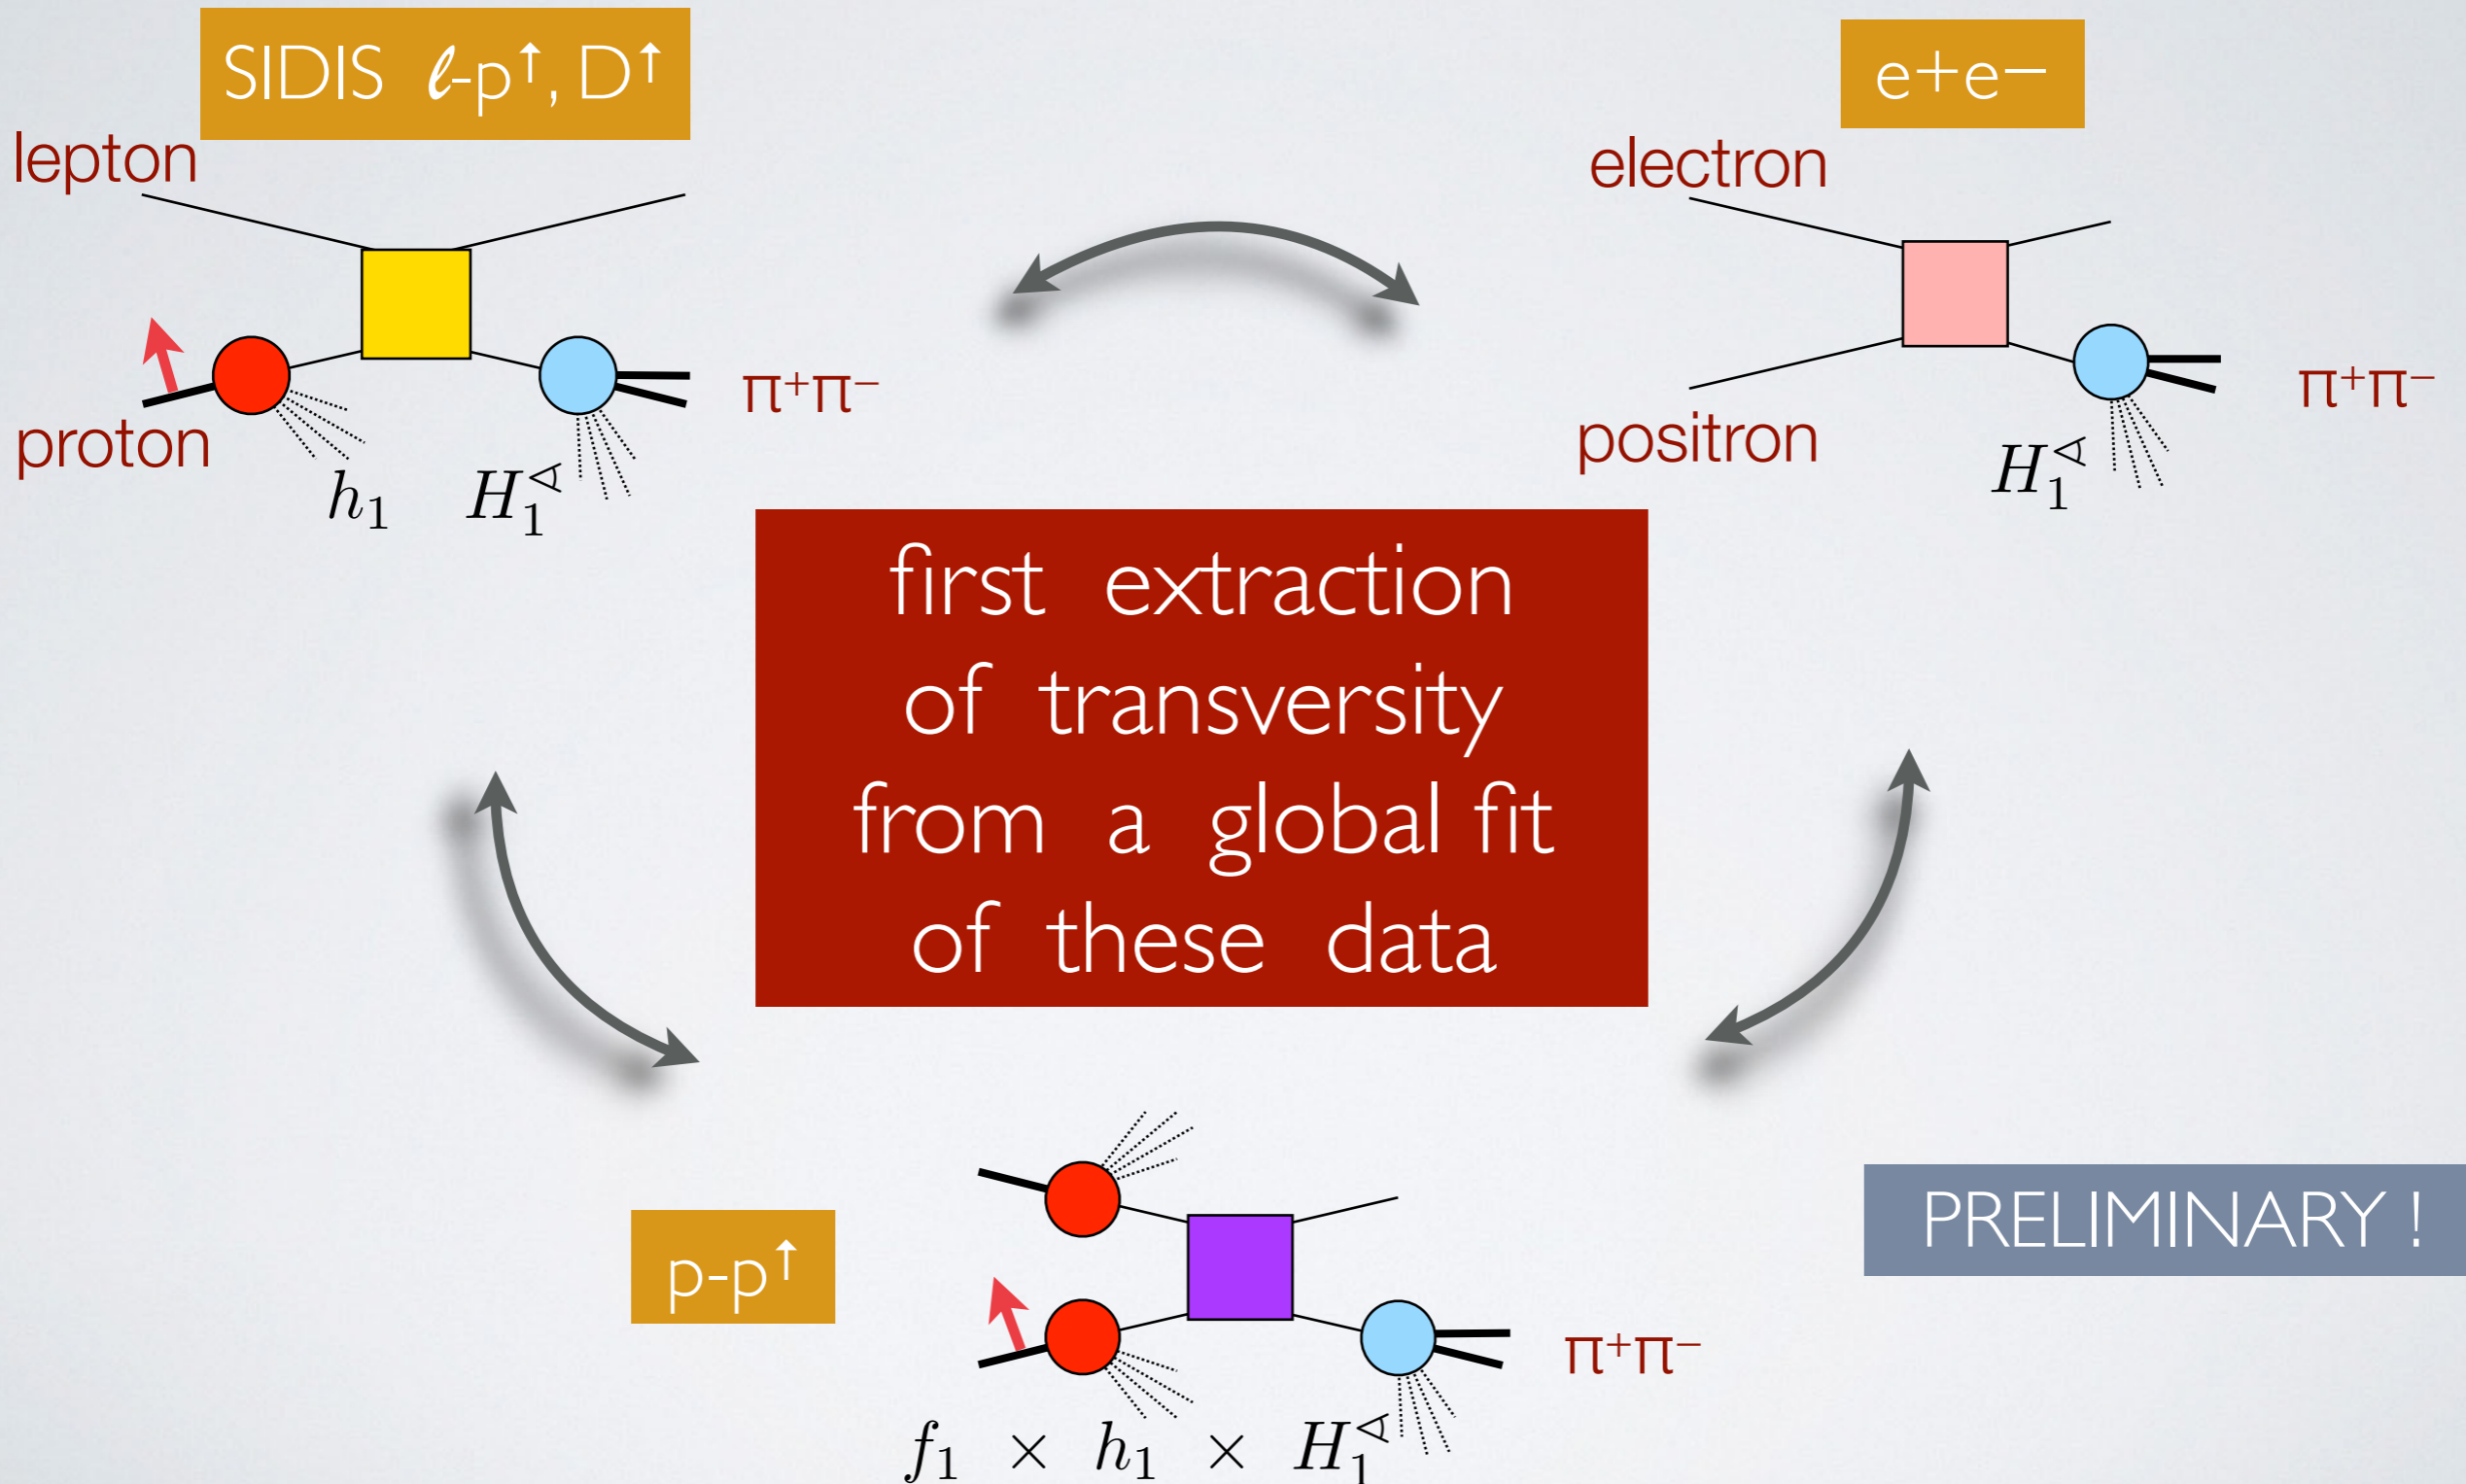 SIDIS ℓ-p↑, D↑
e+e−
lepton
electron
π+π−
π+π−
proton
positron
h₁ H₁∢
H₁∢
first extraction
of transversity
from a global fit
of these data
PRELIMINARY !
p-p↑
π+π−
f₁ × h₁ × H₁∢